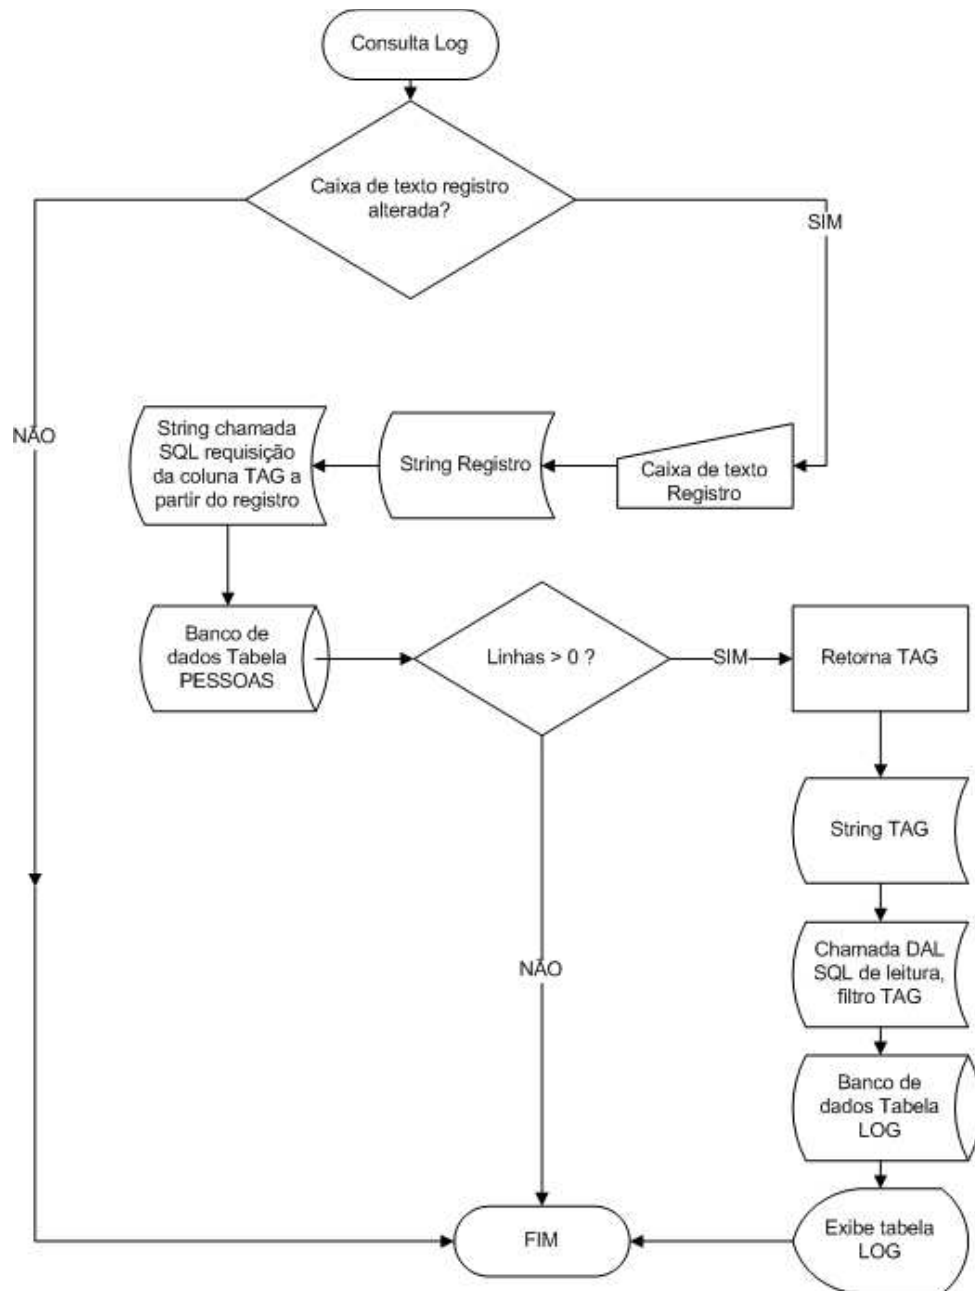 Consulta Log
Caixa de texto registro
alterada?
SIM
NÃO
String chamada
SQL requisição
da coluna TAG a
partir do registro
String Registro
Caixa de texto
Registro
Banco de
dados Tabela
PESSOAS
Linhas > 0 ?
SIM
Retorna TAG
String TAG
Chamada DAL
SQL de leitura,
filtro TAG
NÃO
Banco de
dados Tabela
LOG
Exibe tabela
LOG
FIM